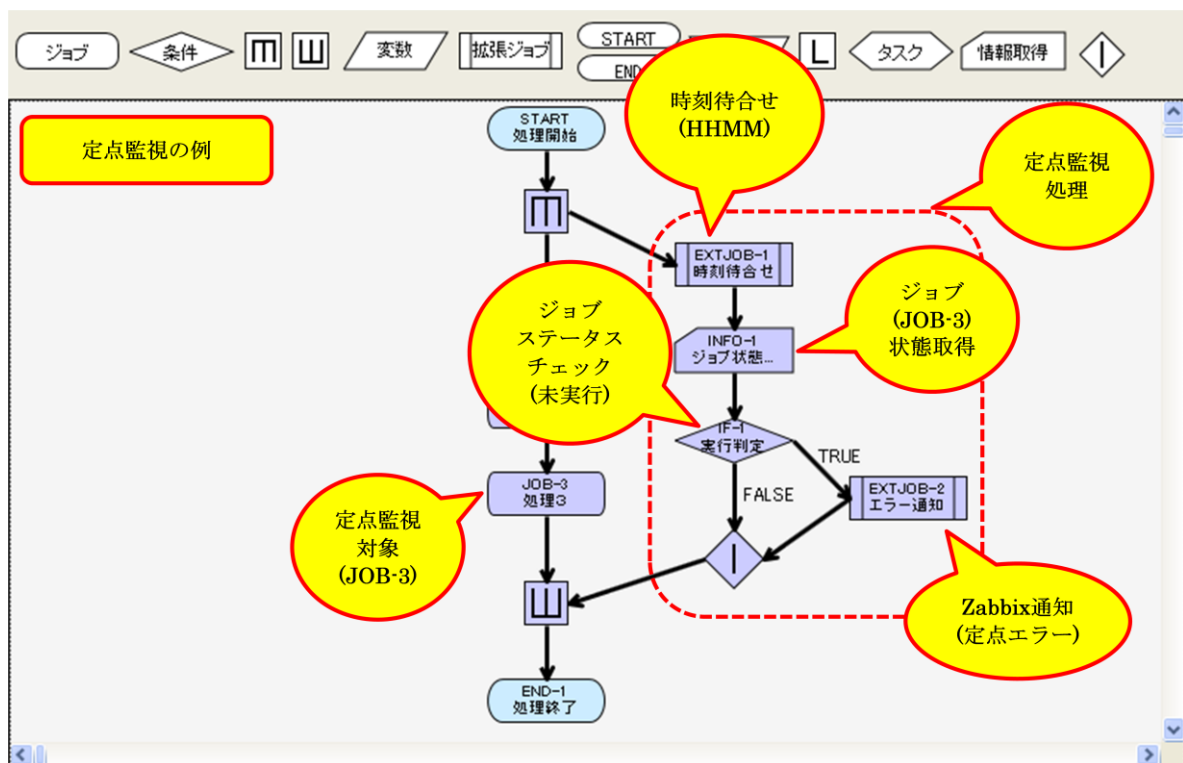 ジョブ
条件
変数
拡張ジョブ
START
END
L
タスク
情報取得
定点監視の例
時刻待合せ
(HHMM)
START
処理開始
定点監視
処理
EXTJOB-1
時刻待合せ
ジョブ
ステータス
チェック
(未実行)
ジョブ
(JOB-3)
状態取得
INFO-1
ジョブ状態...
IF-1
実行判定
TRUE
FALSE
JOB-3
処理3
EXTJOB-2
エラー通知
定点監視
対象
(JOB-3)
Zabbix通知
(定点エラー)
END-1
処理終了